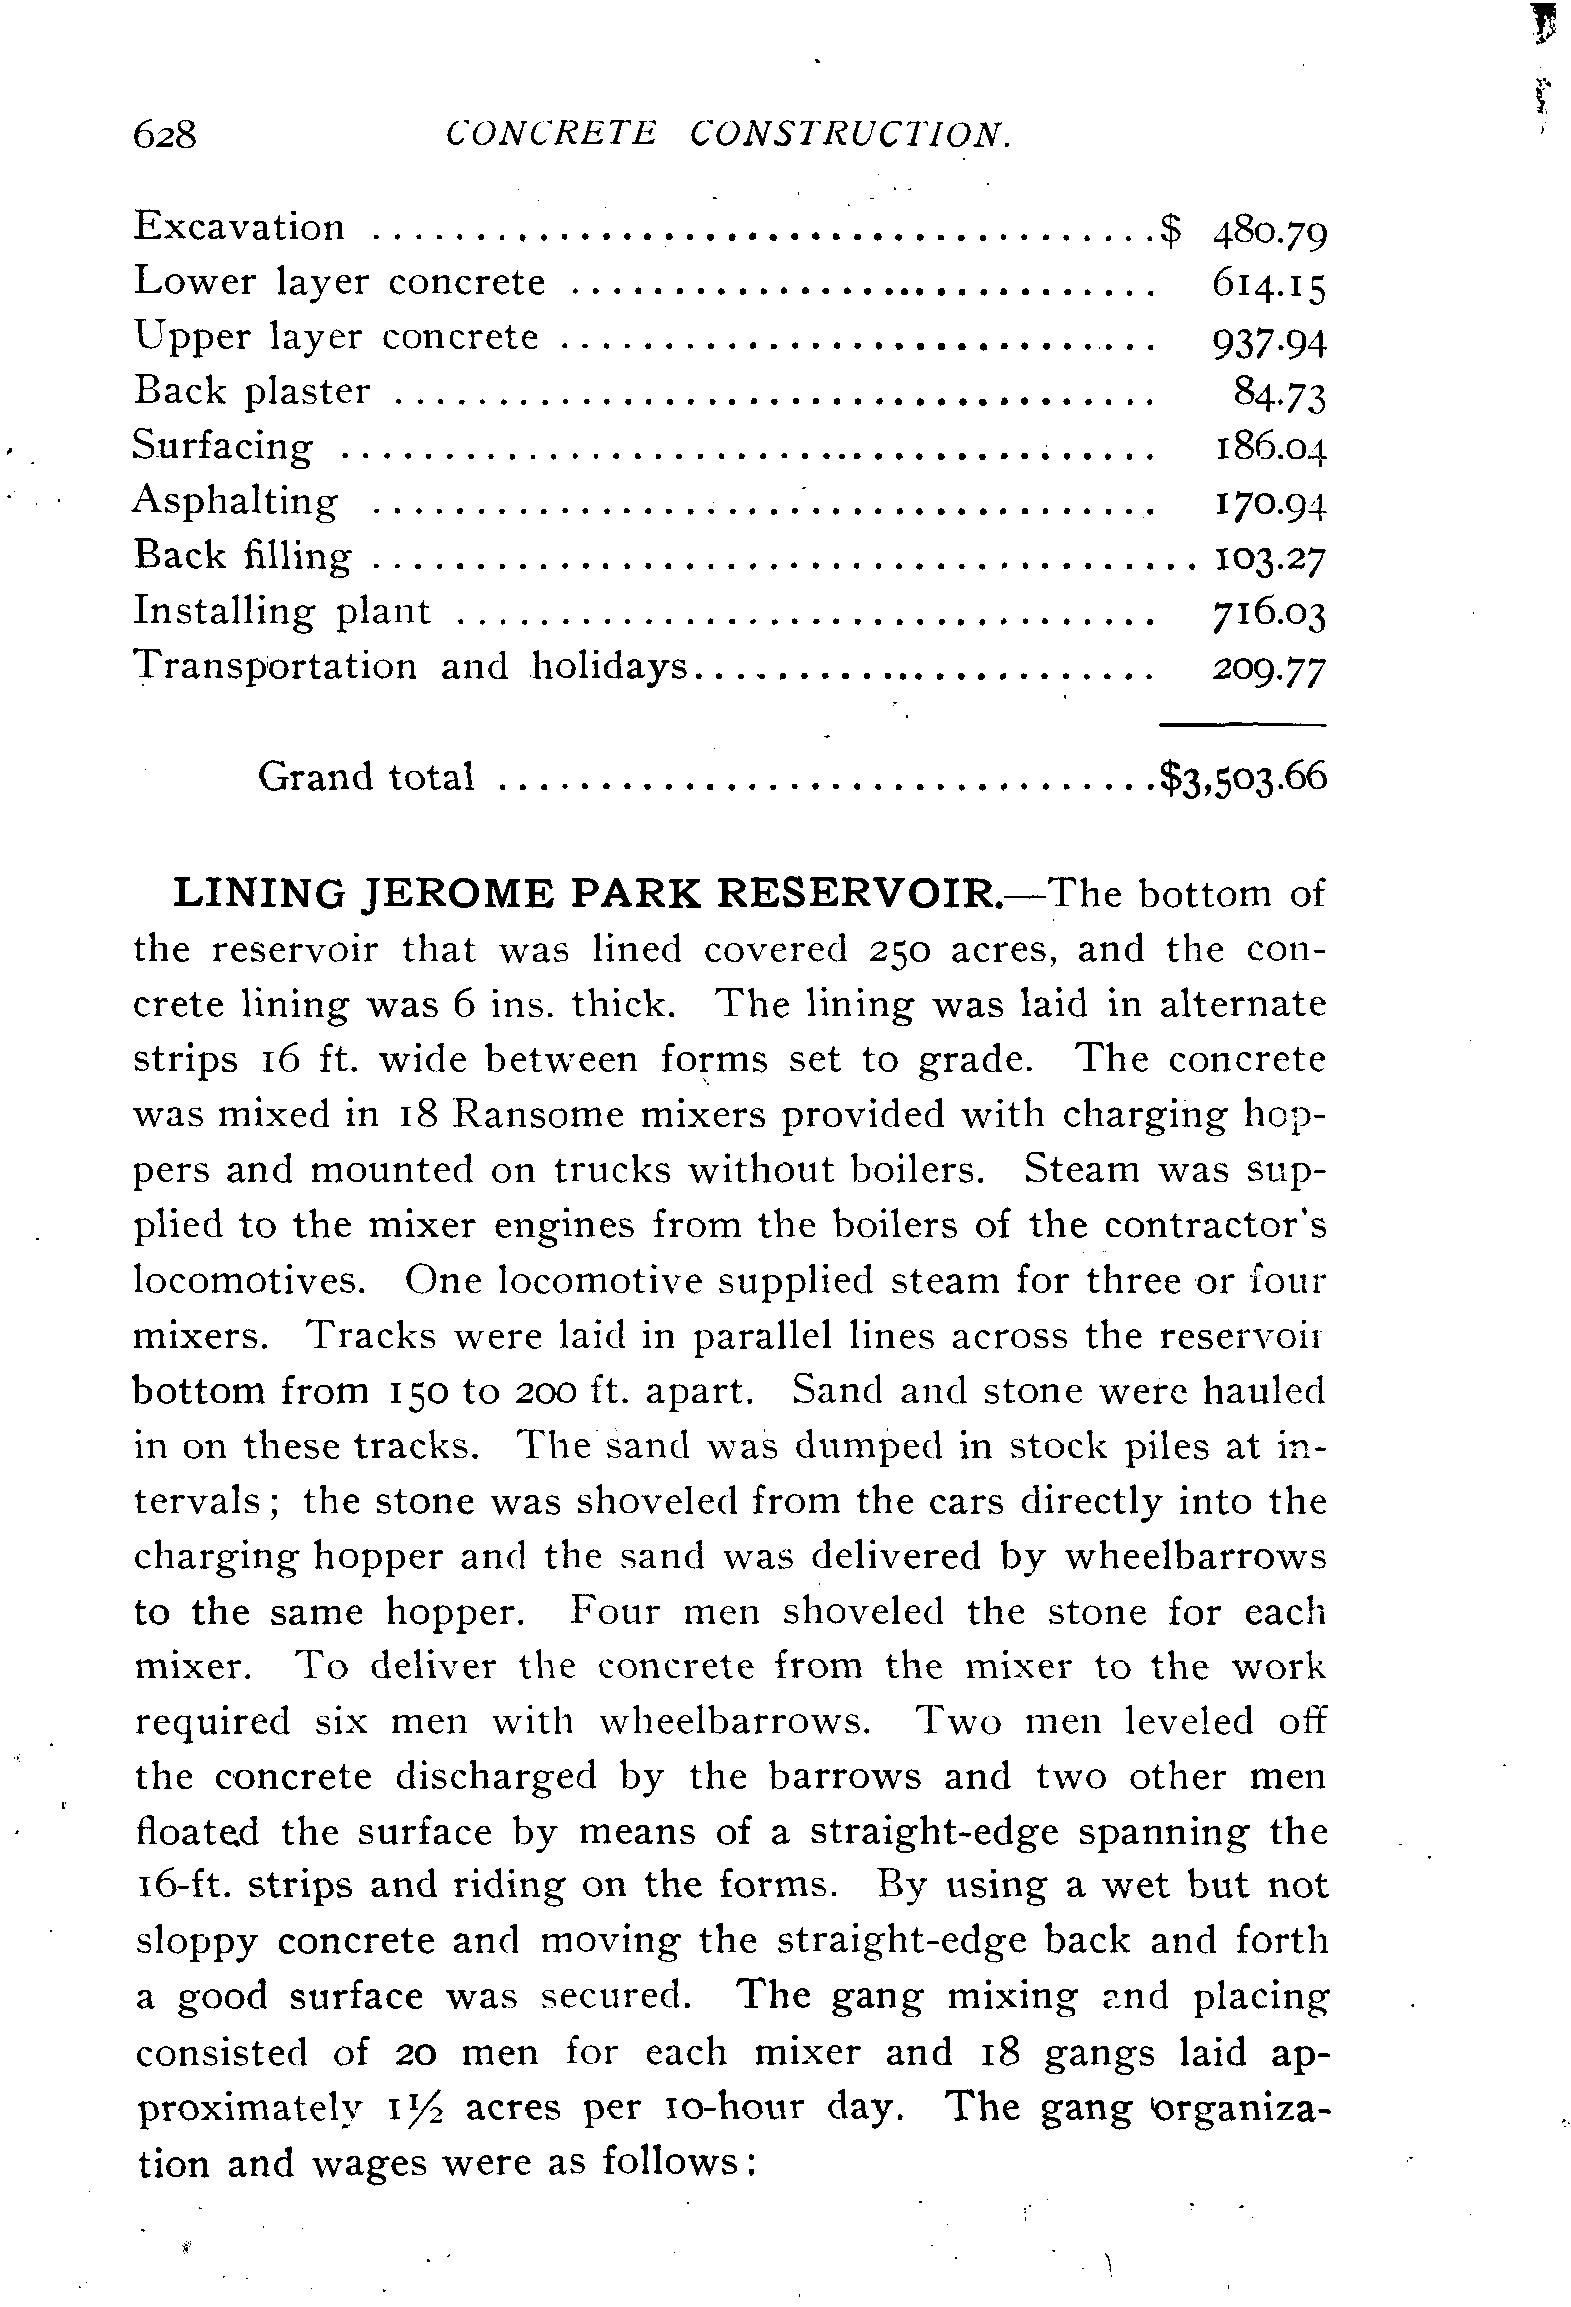 628 CONCRETE CONSTRUCTION.
Excavation ......................................$ 480.79
Lower layer concrete ............................ 614.15
Upper layer concrete ............................. 937.94
Back plaster ..................................... 84.73
Surfacing ....................................... 186.04
Asphalting ...................................... 170.94
Back filling ........................................ 103.27
Installing plant .................................. 716.03
Transportation and holidays...................... 209.77
Grand total ................................$3,503.66
LINING JEROME PARK RESERVOIR.—The bottom of
the reservoir that was lined covered 250 acres, and the con-
crete lining was 6 ins. thick. The lining was laid in alternate
strips 16 ft. wide between forms set to grade. The concrete
was mixed in 18 Ransome mixers provided with charging hop-
pers and mounted on trucks without boilers. Steam was sup-
plied to the mixer engines from the boilers of the contractor's
locomotives. One locomotive supplied steam for three or four
mixers. Tracks were laid in parallel lines across the reservoir
bottom from 150 to 200 ft. apart. Sand and stone were hauled
in on these tracks. The sand was dumped in stock piles at in-
tervals; the stone was shoveled from the cars directly into the
charging hopper and the sand was delivered by wheelbarrows
to the same hopper. Four men shoveled the stone for each
mixer. To deliver the concrete from the mixer to the work
required six men with wheelbarrows. Two men leveled off
the concrete discharged by the barrows and two other men
floated the surface by means of a straight-edge spanning the
16-ft. strips and riding on the forms. By using a wet but not
sloppy concrete and moving the straight-edge back and forth
a good surface was secured. The gang mixing and placing
consisted of 20 men for each mixer and 18 gangs laid ap-
proximately 1½ acres per 10-hour day. The gang organiza-
tion and wages were as follows: